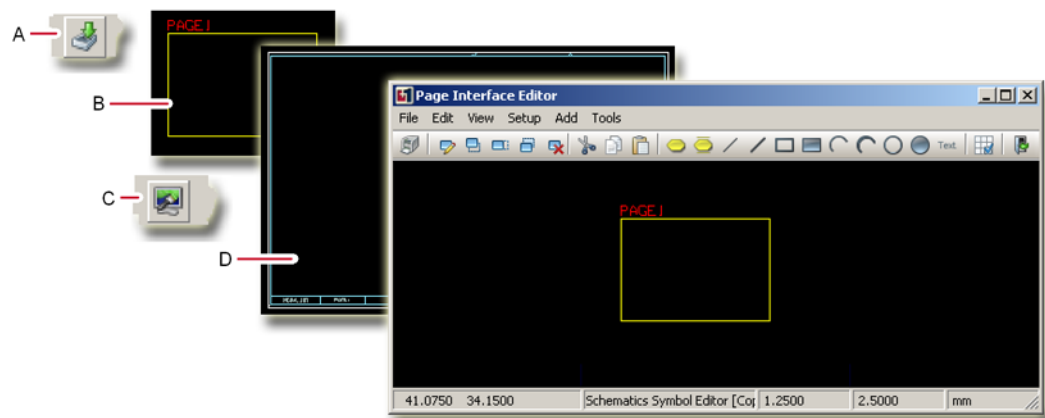 A
PAGE1
B
C
D
Page Interface Editor
File Edit View Setup Add Tools
Text
PAGE1
41.0750 34.1500 Schematics Symbol Editor [Cop 1.2500 2.5000 mm